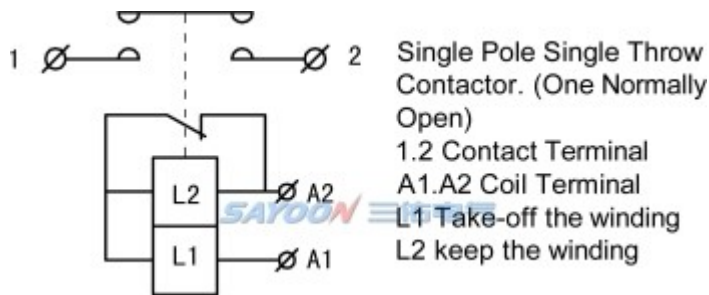 1
2
Single Pole Single Throw
Contactor. (One Normally
Open)
1.2 Contact Terminal
A1.A2 Coil Terminal
L1 Take-off the winding
L2 keep the winding
L2
A2
SAYOON
L1
A1